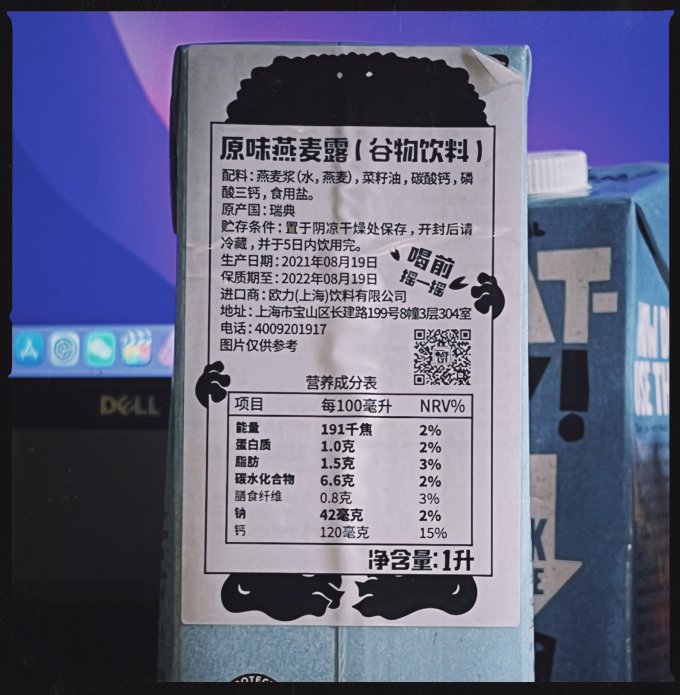 原味燕麦露(谷物饮料)
配料:燕麦浆(水,燕麦),菜籽油,碳酸钙,磷
酸三钙,食用盐。
原产国:瑞典
贮存条件:置于阴凉干燥处保存,开封后请
冷藏,并于5日内饮用完。
生产日期:2021年08月19日
保质期至:2022年08月19日
喝前
摇一摇
进口商:欧力(上海)饮料有限公司
地址:上海市宝山区长建路199号8幢3层304室
电话:4009201917
图片仅供参考
营养成分表
项目 每100毫升 NRV%
能量 191千焦 2%
蛋白质 1.0克 2%
脂肪 1.5克 3%
碳水化合物 6.6克 2%
膳食纤维 0.8克 3%
钠 42毫克 2%
钙 120毫克 15%
净含量:1升
DELL
AT-